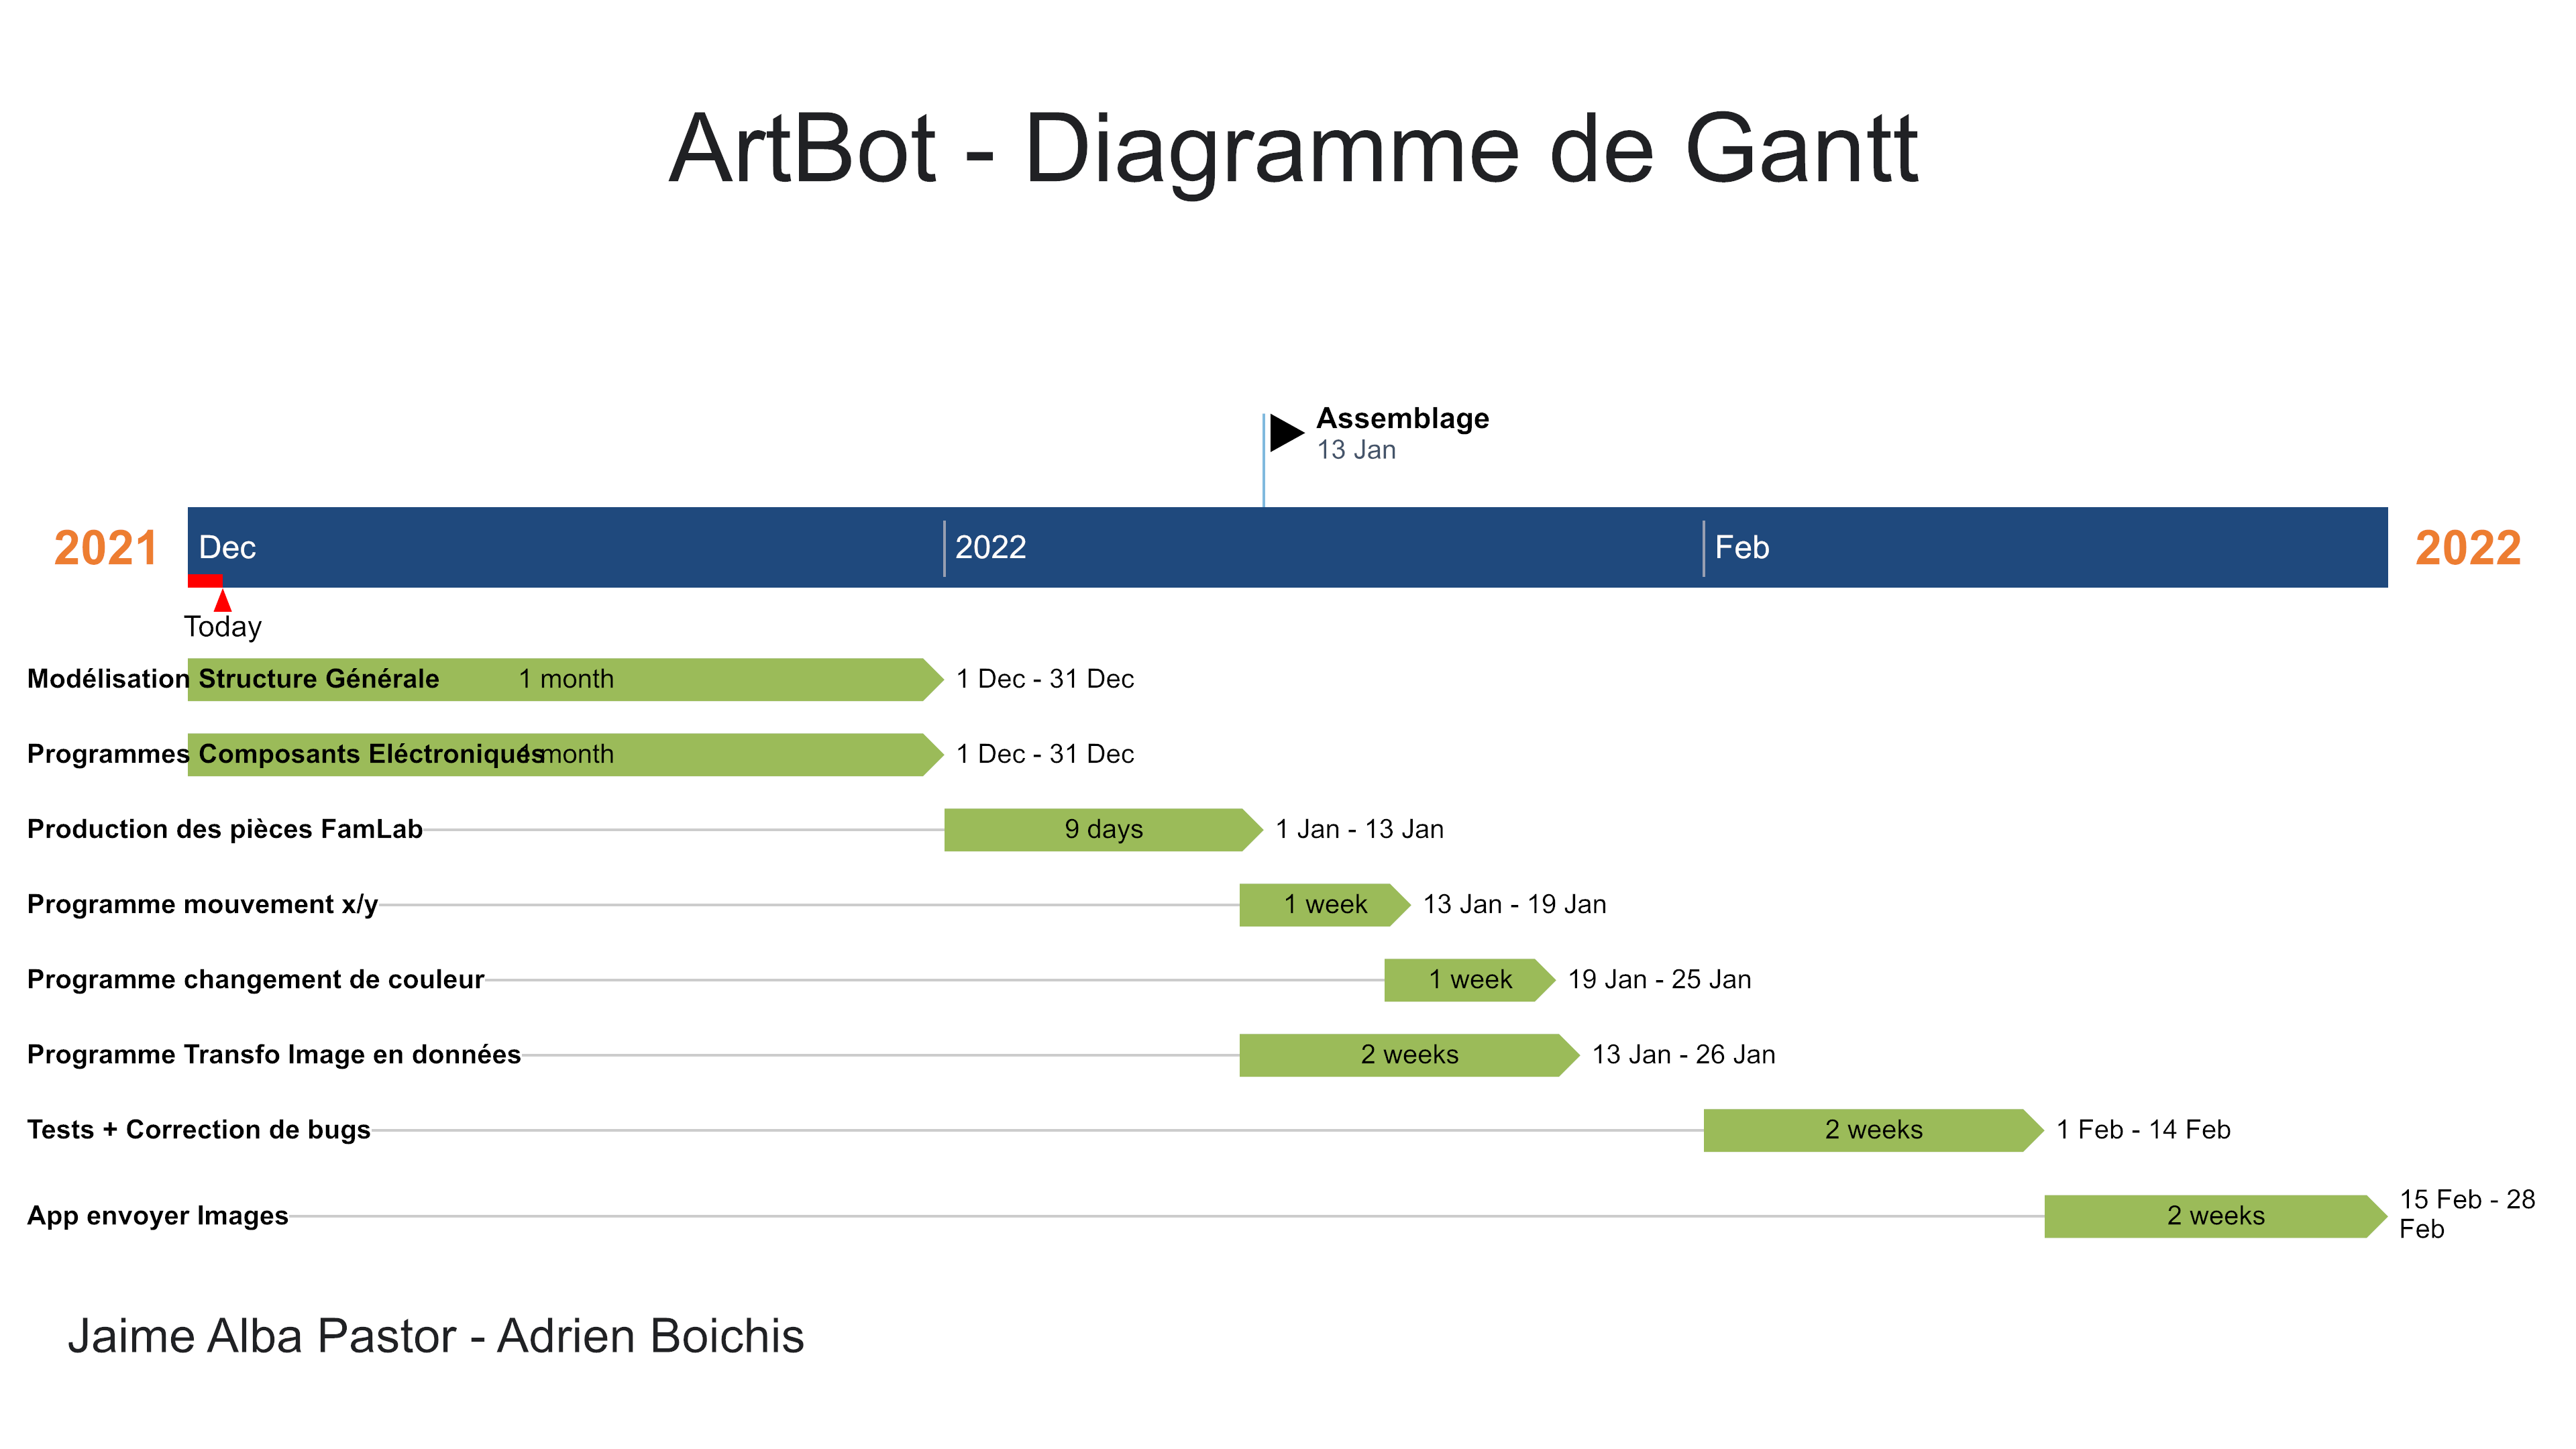 ArtBot - Diagramme de Gantt
Assemblage
13 Jan
2021 Dec 2022 Feb 2022
Today
Modélisation Structure Générale 1 month 1 Dec - 31 Dec
Programmes Composants Eléctroniques 1 month 1 Dec - 31 Dec
Production des pièces FamLab 9 days 1 Jan - 13 Jan
Programme mouvement x/y 1 week 13 Jan - 19 Jan
Programme changement de couleur 1 week 19 Jan - 25 Jan
Programme Transfo Image en données 2 weeks 13 Jan - 26 Jan
Tests + Correction de bugs 2 weeks 1 Feb - 14 Feb
App envoyer Images 2 weeks 15 Feb - 28
Feb
Jaime Alba Pastor - Adrien Boichis